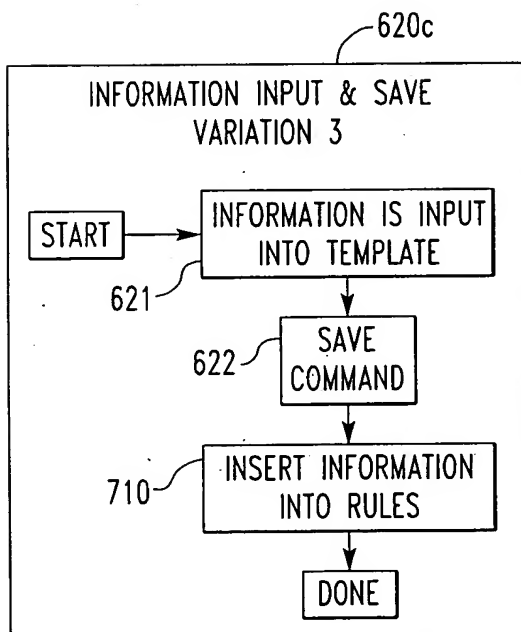 620c
INFORMATION INPUT & SAVE
VARIATION 3
START
INFORMATION IS INPUT
INTO TEMPLATE
621
622
SAVE
COMMAND
710
INSERT INFORMATION
INTO RULES
DONE